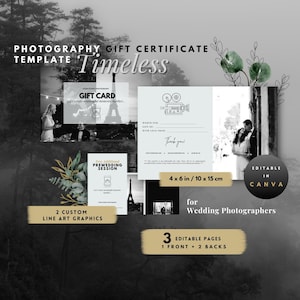 PHOTOGRAPHY GIFT CERTIFICATE
TEMPLATE Timeless
GIFT CARD
Thank you
PREWEDDING
SESSION
4 x 6 in / 10 x 15 cm
EDITABLE
IN
CANVA
2 CUSTOM
LINE ART GRAPHICS
for
Wedding Photographers
3 EDITABLE PAGES
1 FRONT + 2 BACKS